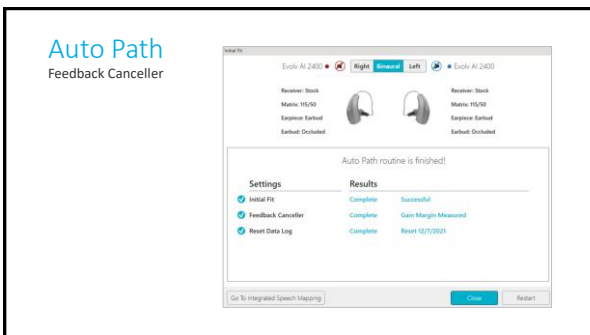 Auto Path
Feedback Canceller
Initial Fit
Evolv AI 2400 Right Binaural Left Evolv AI 2400
Receiver: Stock Receiver: Stock
Matrix: 115/50 Matrix: 115/50
Earpiece: Earbud Earpiece: Earbud
Earbud: Occluded Earbud: Occluded
Auto Path routine is finished!
Settings Results
Initial Fit Complete Successful
Feedback Canceller Complete Gain Margin Measured
Reset Data Log Complete Reset 12/7/2021
Go To Integrated Speech Mapping Close Restart